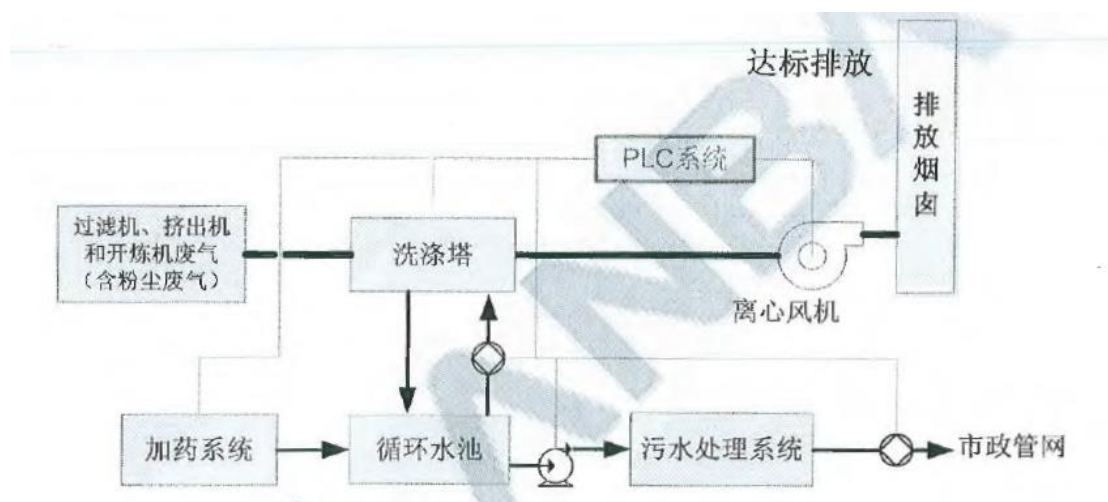 达标排放
排放烟囱
PLC系统
过滤机、挤出机
和开炼机废气
（含粉尘废气）
洗涤塔
离心风机
加药系统
循环水池
污水处理系统
市政管网